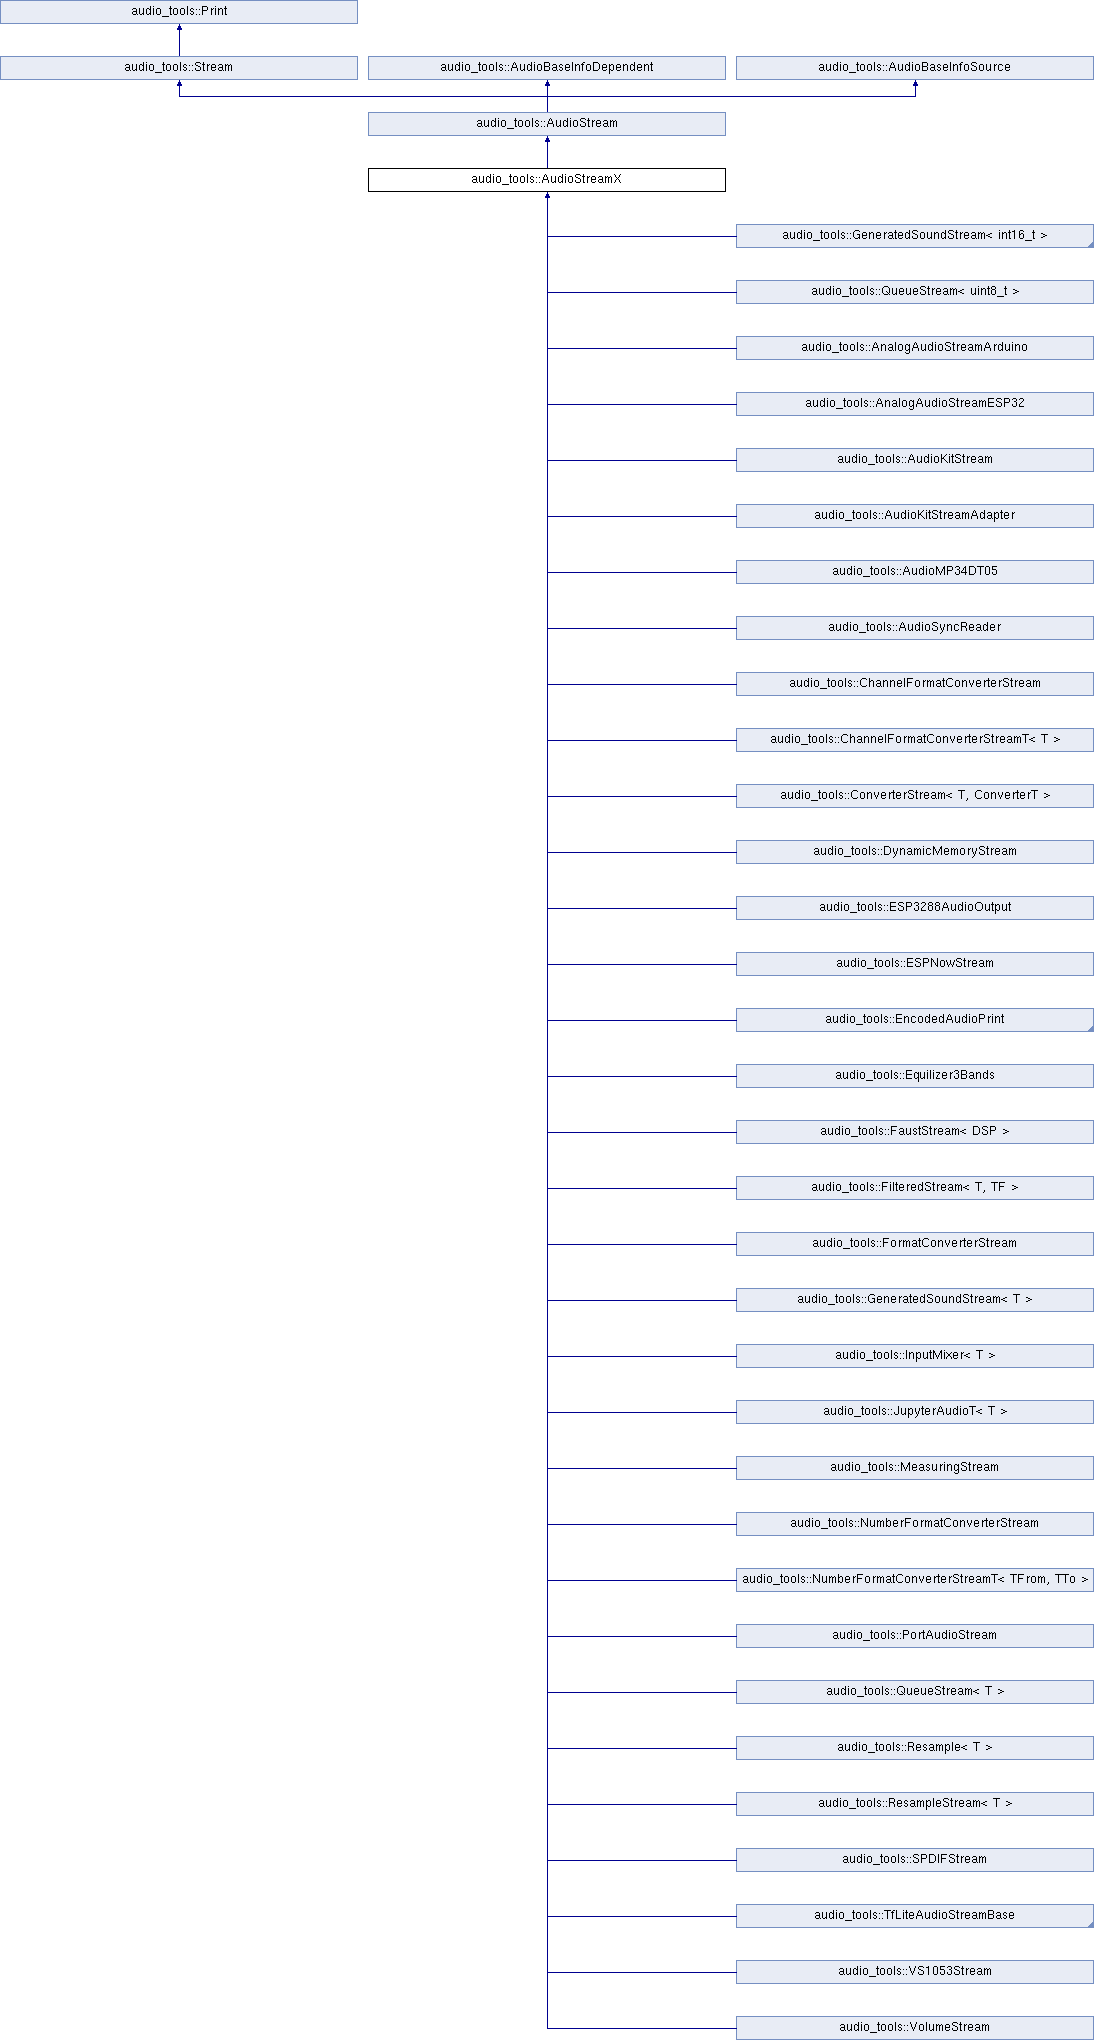 audio_tools::Print
audio_tools::Stream
audio_tools::AudioBaseInfoDependent
audio_tools::AudioBaseInfoSource
audio_tools::AudioStream
audio_tools::AudioStreamX
audio_tools::GeneratedSoundStream< int16_t >
audio_tools::QueueStream< uint8_t >
audio_tools::AnalogAudioStreamArduino
audio_tools::AnalogAudioStreamESP32
audio_tools::AudioKitStream
audio_tools::AudioKitStreamAdapter
audio_tools::AudioMP34DT05
audio_tools::AudioSyncReader
audio_tools::ChannelFormatConverterStream
audio_tools::ChannelFormatConverterStreamT< T >
audio_tools::ConverterStream< T, ConverterT >
audio_tools::DynamicMemoryStream
audio_tools::ESP3288AudioOutput
audio_tools::ESPNowStream
audio_tools::EncodedAudioPrint
audio_tools::Equilizer3Bands
audio_tools::FaustStream< DSP >
audio_tools::FilteredStream< T, TF >
audio_tools::FormatConverterStream
audio_tools::GeneratedSoundStream< T >
audio_tools::InputMixer< T >
audio_tools::JupyterAudioT< T >
audio_tools::MeasuringStream
audio_tools::NumberFormatConverterStream
audio_tools::NumberFormatConverterStreamT< TFrom, TTo >
audio_tools::PortAudioStream
audio_tools::QueueStream< T >
audio_tools::Resample< T >
audio_tools::ResampleStream< T >
audio_tools::SPDIFStream
audio_tools::TfLiteAudioStreamBase
audio_tools::VS1053Stream
audio_tools::VolumeStream